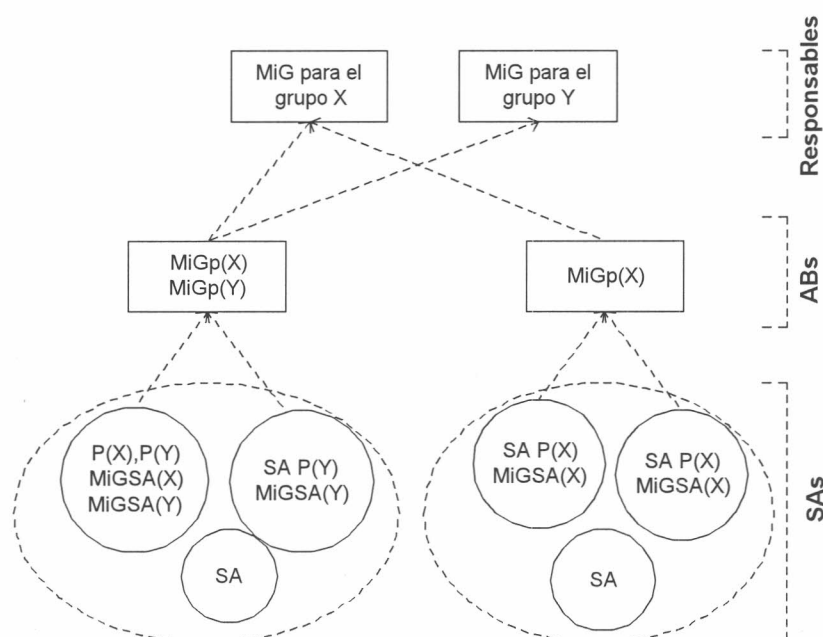 MiG para el
grupo X
MiG para el
grupo Y
Responsables
MiGp(X)
MiGp(Y)
MiGp(X)
ABs
P(X),P(Y)
MiGSA(X)
MiGSA(Y)
SA P(Y)
MiGSA(Y)
SA
SA P(X)
MiGSA(X)
SA P(X)
MiGSA(X)
SA
SAs